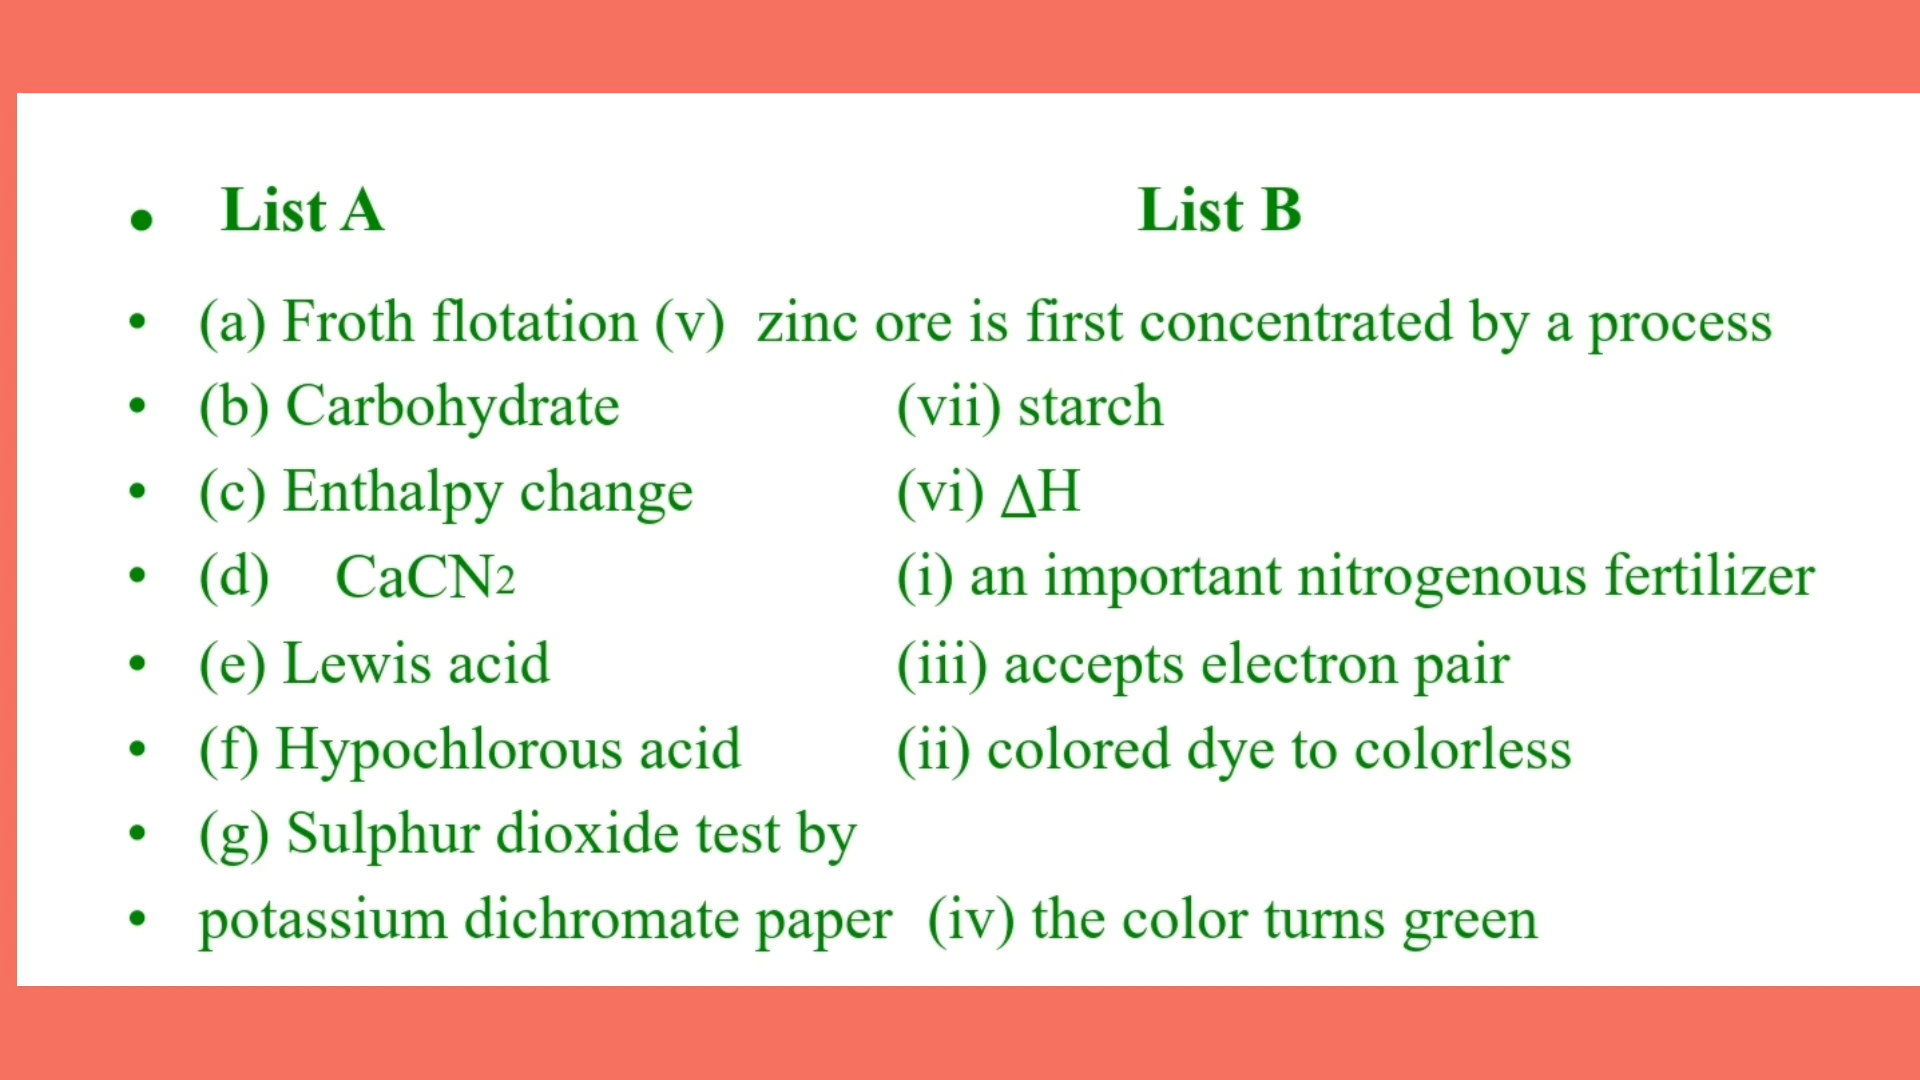 • List A List B
• (a) Froth flotation (v) zinc ore is first concentrated by a process
• (b) Carbohydrate (vii) starch
• (c) Enthalpy change (vi) ΔH
• (d) CaCN2 (i) an important nitrogenous fertilizer
• (e) Lewis acid (iii) accepts electron pair
• (f) Hypochlorous acid (ii) colored dye to colorless
• (g) Sulphur dioxide test by
• potassium dichromate paper (iv) the color turns green